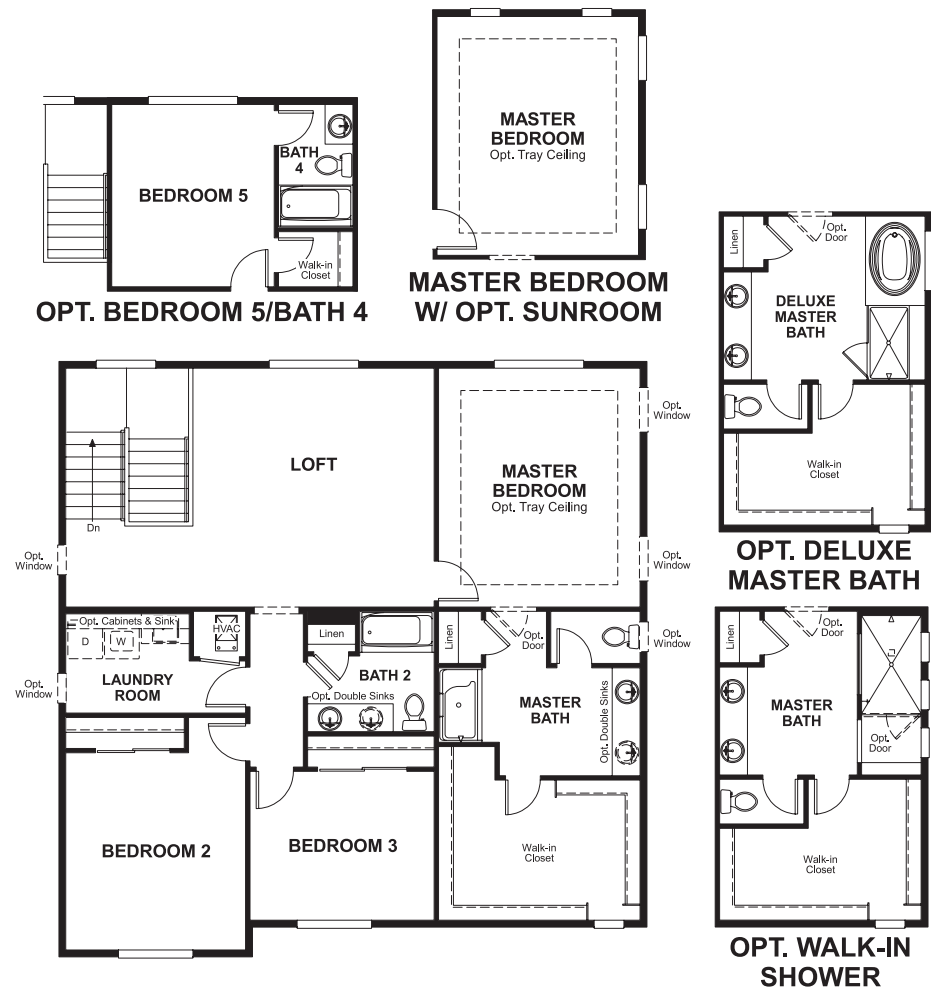 BEDROOM 5
BATH
4
Walk-in
Closet
OPT. BEDROOM 5/BATH 4
MASTER
BEDROOM
Opt. Tray Ceiling
MASTER BEDROOM
W/ OPT. SUNROOM
Linen
Opt.
Door
DELUXE
MASTER
BATH
Walk-in
Closet
OPT. DELUXE
MASTER BATH
LOFT
Dn
MASTER
BEDROOM
Opt. Tray Ceiling
Opt.
Window
Opt.
Window
Opt.
Window
Opt.
Window
Opt.
Window
Opt. Cabinets & Sink
D
W
HVAC
LAUNDRY
ROOM
Linen
BATH 2
Opt. Double Sinks
Linen
Opt.
Door
MASTER
BATH
Opt. Double Sinks
BEDROOM 2
BEDROOM 3
Walk-in
Closet
Linen
Opt.
Door
MASTER
BATH
Opt.
Door
Walk-in
Closet
OPT. WALK-IN
SHOWER